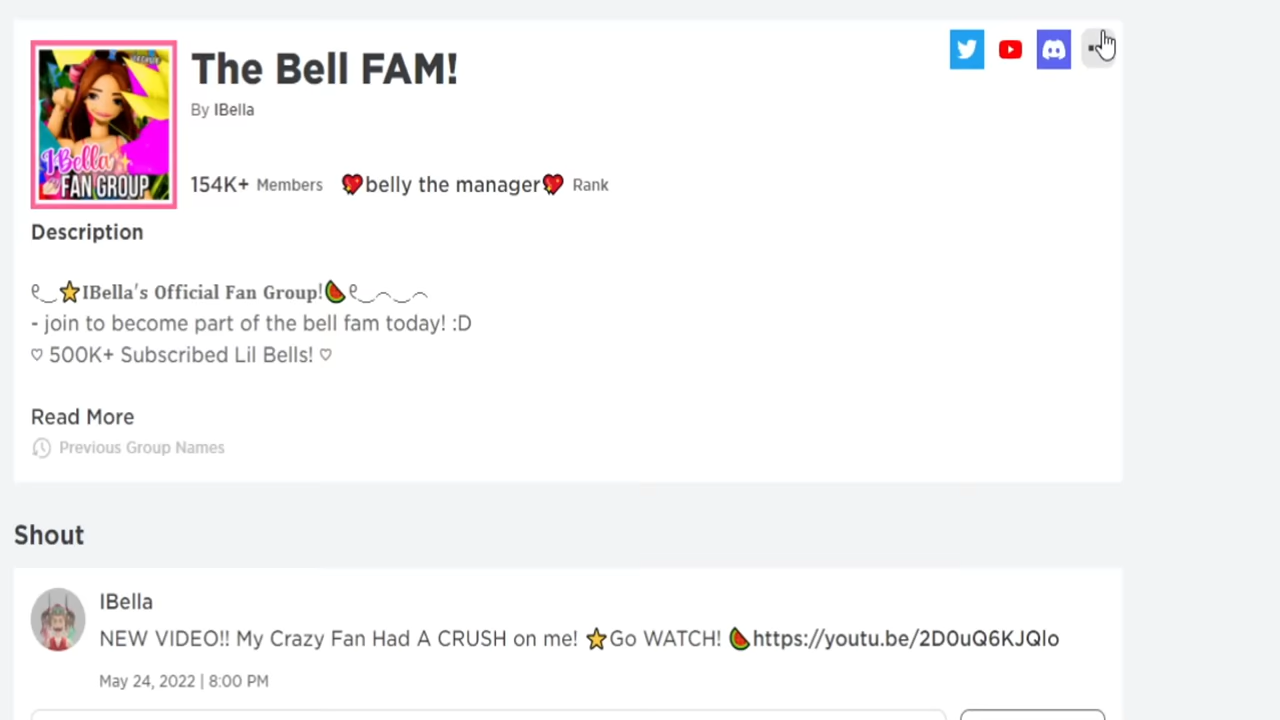 The Bell FAM!
By IBella
154K+ Members 💘belly the manager💘 Rank
IBella
FAN GROUP
Description
୧‿⭐𝐈𝐁𝐞𝐥𝐥𝐚'𝐬 𝐎𝐟𝐟𝐢𝐜𝐢𝐚𝐥 𝐅𝐚𝐧 𝐆𝐫𝐨𝐮𝐩!🍉୧‿︵‿︵
- join to become part of the bell fam today! :D
♡ 500K+ Subscribed Lil Bells! ♡
Read More
Previous Group Names
Shout
IBella
NEW VIDEO!! My Crazy Fan Had A CRUSH on me! ⭐Go WATCH! 🍉https://youtu.be/2D0uQ6KJQlo
May 24, 2022 | 8:00 PM